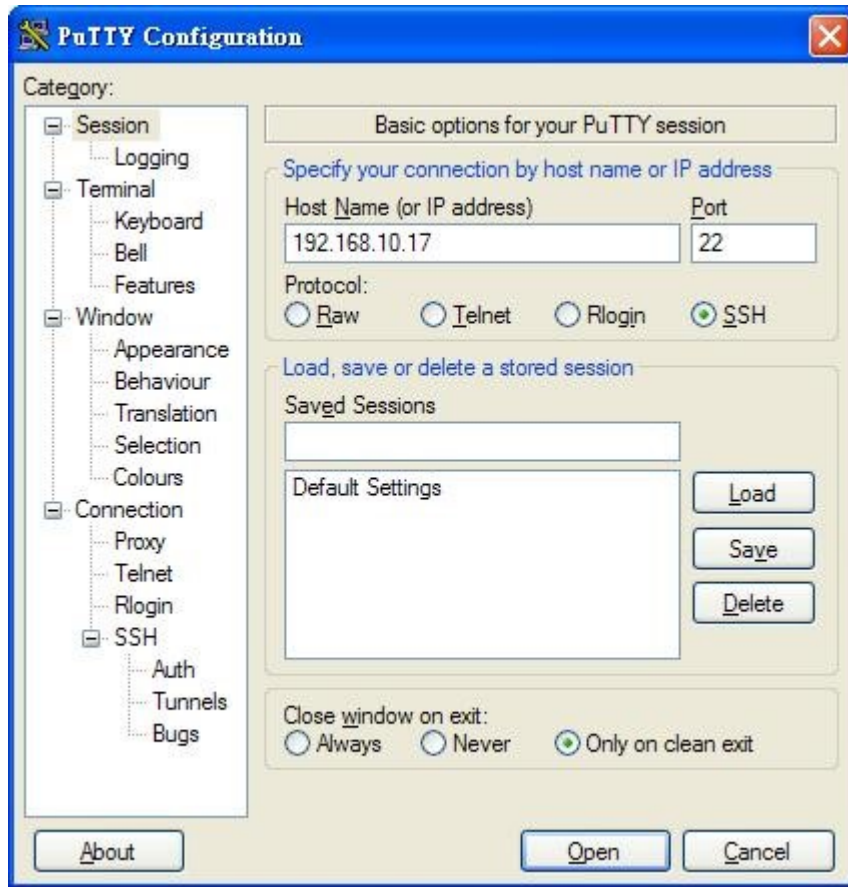 PuTTY Configuration
Category:
Session
Logging
Terminal
Keyboard
Bell
Features
Window
Appearance
Behaviour
Translation
Selection
Colours
Connection
Proxy
Telnet
Rlogin
SSH
Auth
Tunnels
Bugs
Basic options for your PuTTY session
Specify your connection by host name or IP address
Host Name (or IP address) Port
192.168.10.17 22
Protocol:
Raw Telnet Rlogin SSH
Load, save or delete a stored session
Saved Sessions
Default Settings
Load
Save
Delete
Close window on exit:
Always Never Only on clean exit
About Open Cancel